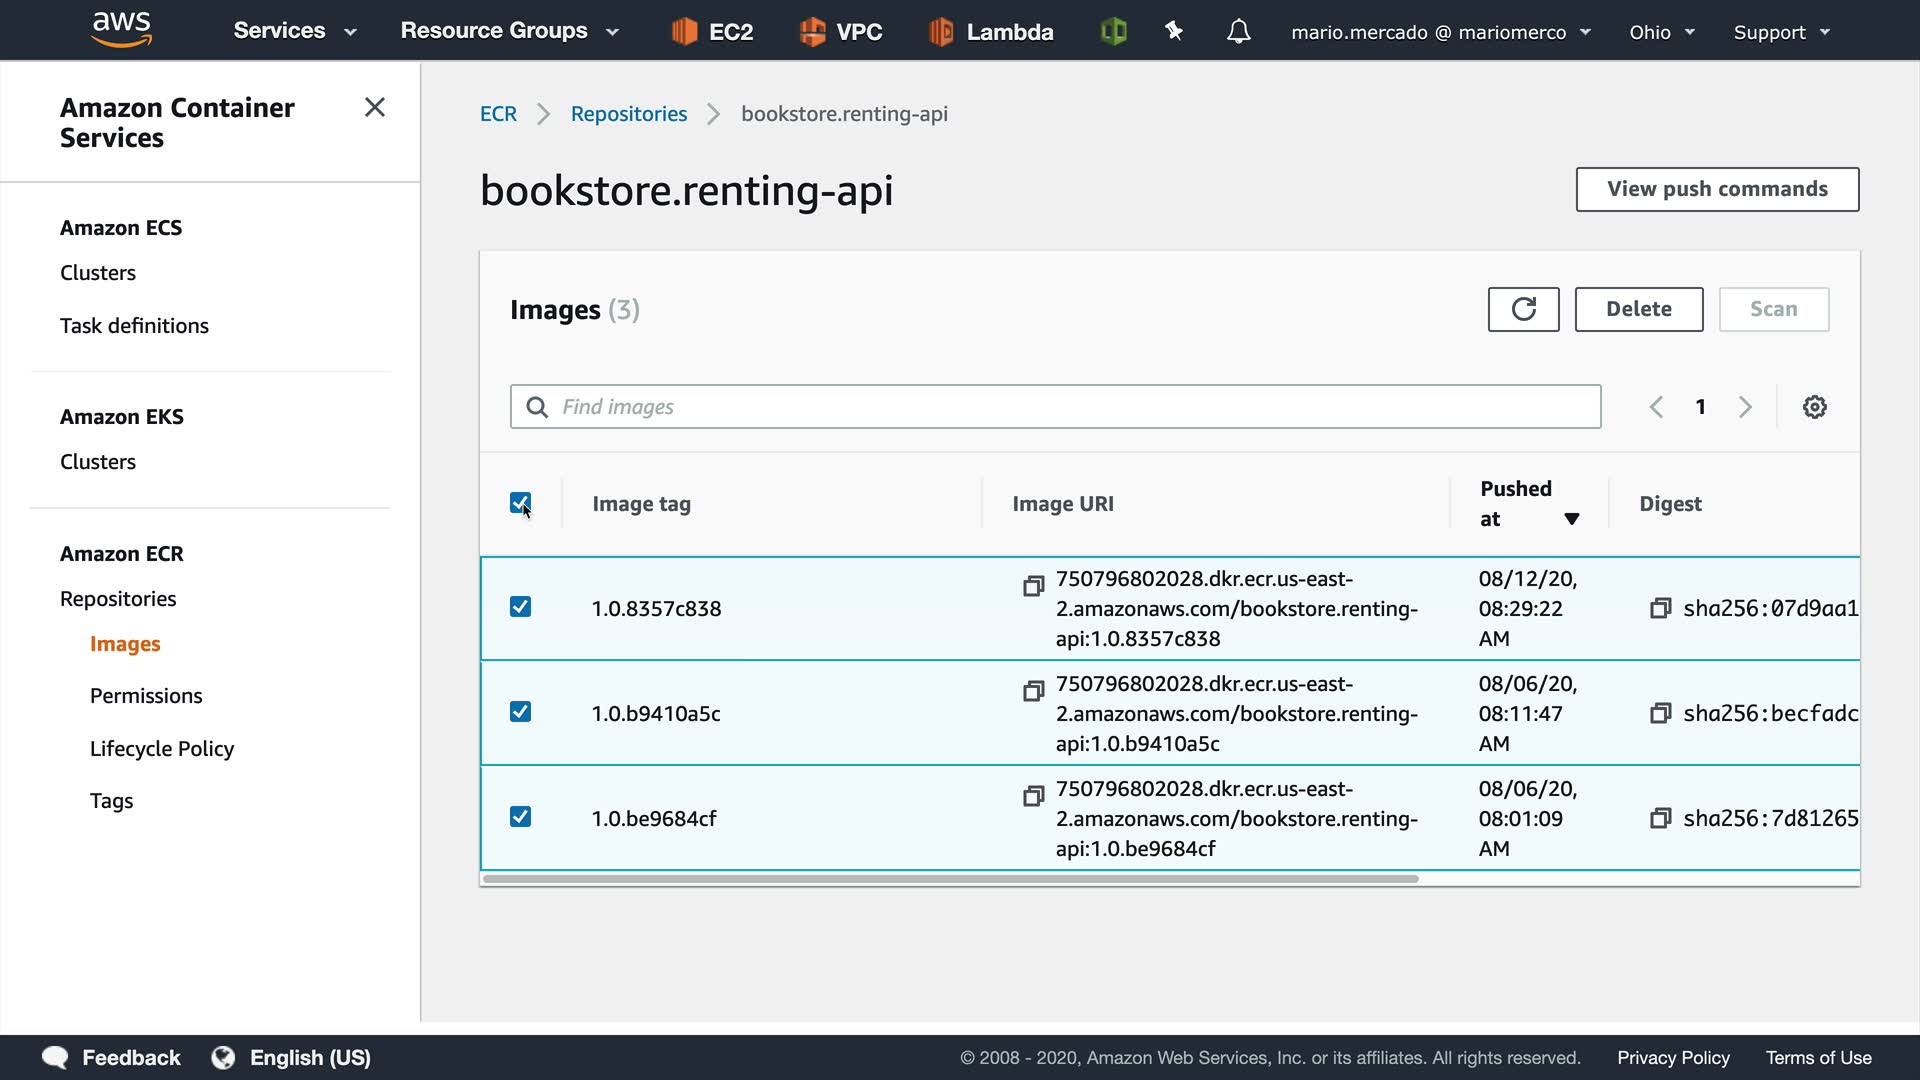 aws
Services
Resource Groups
EC2
VPC
Lambda
mario.mercado @ mariomerco
Ohio
Support
Amazon Container
Services
Amazon ECS
Clusters
Task definitions
Amazon EKS
Clusters
Amazon ECR
Repositories
Images
Permissions
Lifecycle Policy
Tags
ECR
Repositories
bookstore.renting-api
bookstore.renting-api
View push commands
Images (3)
Delete
Scan
Find images
1
Image tag
Image URI
Pushed
at
Digest
1.0.8357c838
750796802028.dkr.ecr.us-east-
2.amazonaws.com/bookstore.renting-
api:1.0.8357c838
08/12/20,
08:29:22
AM
sha256:07d9aa1
1.0.b9410a5c
750796802028.dkr.ecr.us-east-
2.amazonaws.com/bookstore.renting-
api:1.0.b9410a5c
08/06/20,
08:11:47
AM
sha256:becfadc
1.0.be9684cf
750796802028.dkr.ecr.us-east-
2.amazonaws.com/bookstore.renting-
api:1.0.be9684cf
08/06/20,
08:01:09
AM
sha256:7d81265
Feedback
English (US)
© 2008 - 2020, Amazon Web Services, Inc. or its affiliates. All rights reserved.
Privacy Policy
Terms of Use